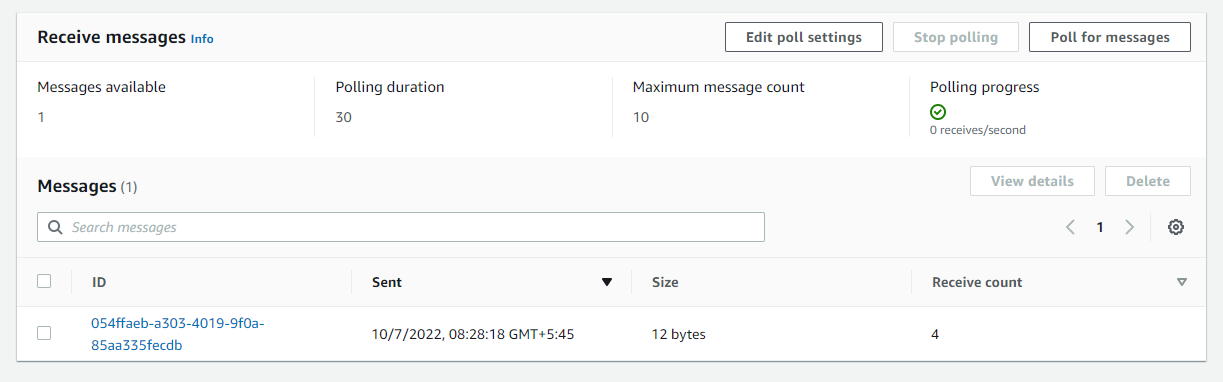 Receive messages Info
Edit poll settings
Stop polling
Poll for messages
Messages available
Polling duration
Maximum message count
Polling progress
1
30
10
0 receives/second
Messages (1)
View details
Delete
Search messages
1
ID
Sent
Size
Receive count
054ffaeb-a303-4019-9f0a-
85aa335fecdb
10/7/2022, 08:28:18 GMT+5:45
12 bytes
4